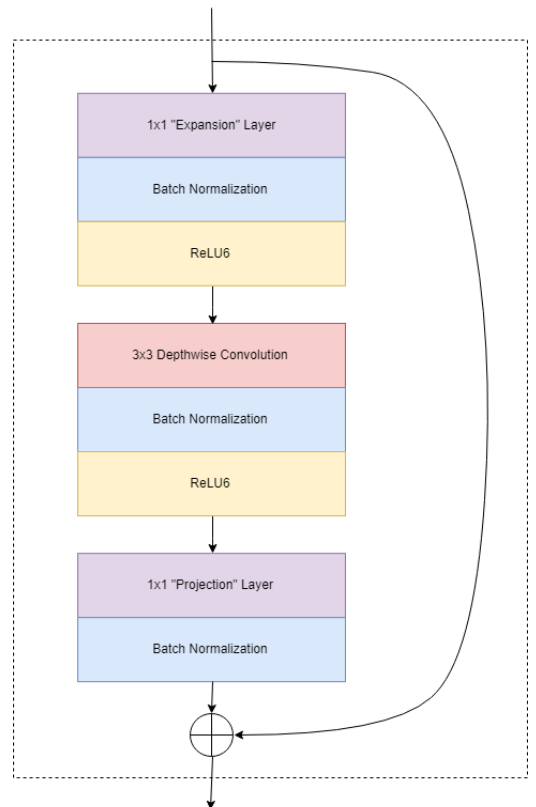 1x1 "Expansion" Layer
Batch Normalization
ReLU6
3x3 Depthwise Convolution
Batch Normalization
ReLU6
1x1 "Projection" Layer
Batch Normalization